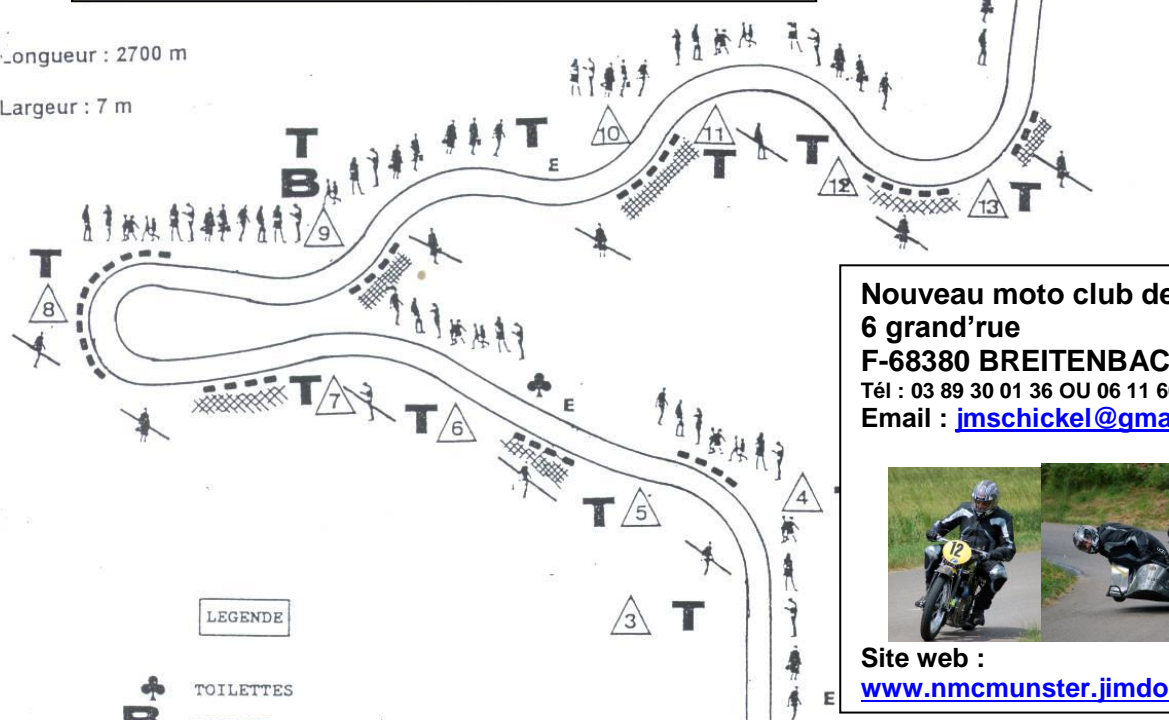 Longueur : 2700 m
Largeur : 7 m
10
11
T
T
E
T
T
B
12
13
T
9
T
8
T
7
T
6
E
T
5
4
3
T
E
LEGENDE
TOILETTES
B
Nouveau moto club de
6 grand'rue
F-68380 BREITENBAC
Tél : 03 89 30 01 36 OU 06 11 6
Email : jmschickel@gma
12
Site web :
www.nmcmunster.jimdo